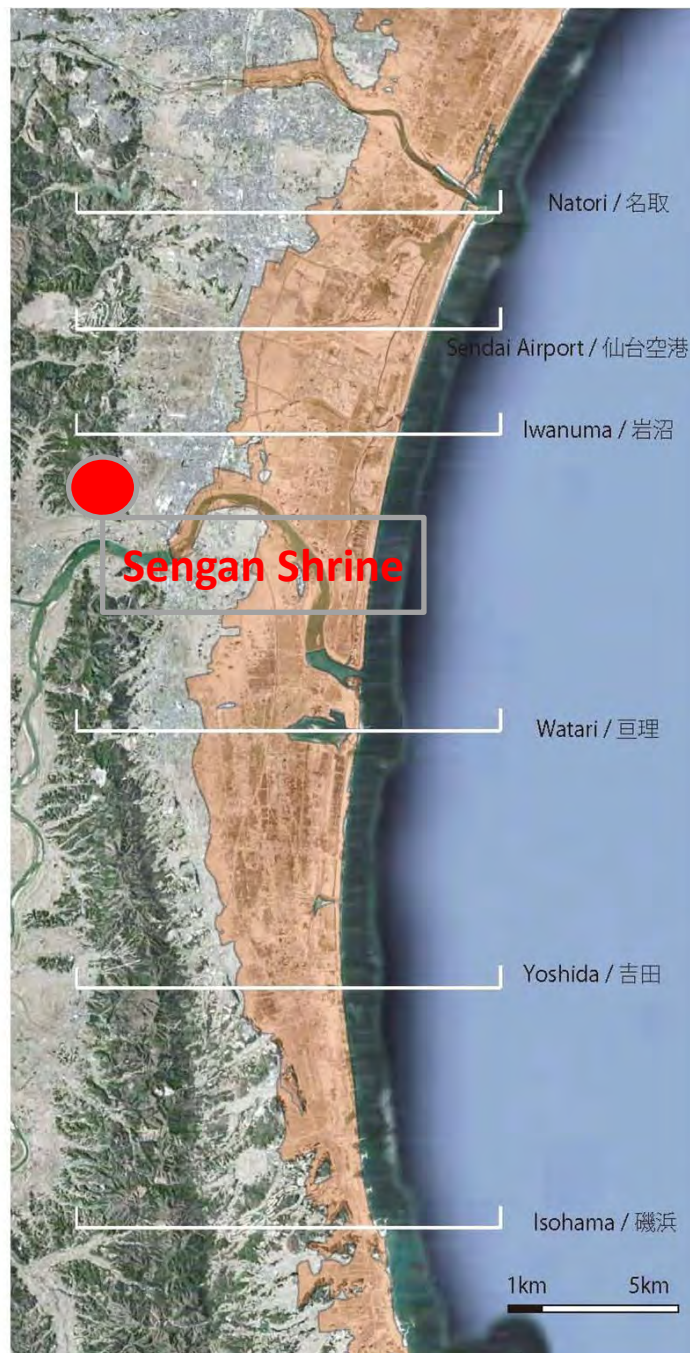 Natori / 名取
Sendai Airport / 仙台空港
Iwanuma / 岩沼
Sengan Shrine
Watari / 亘理
Yoshida / 吉田
Isohama / 磯浜
1km 5km